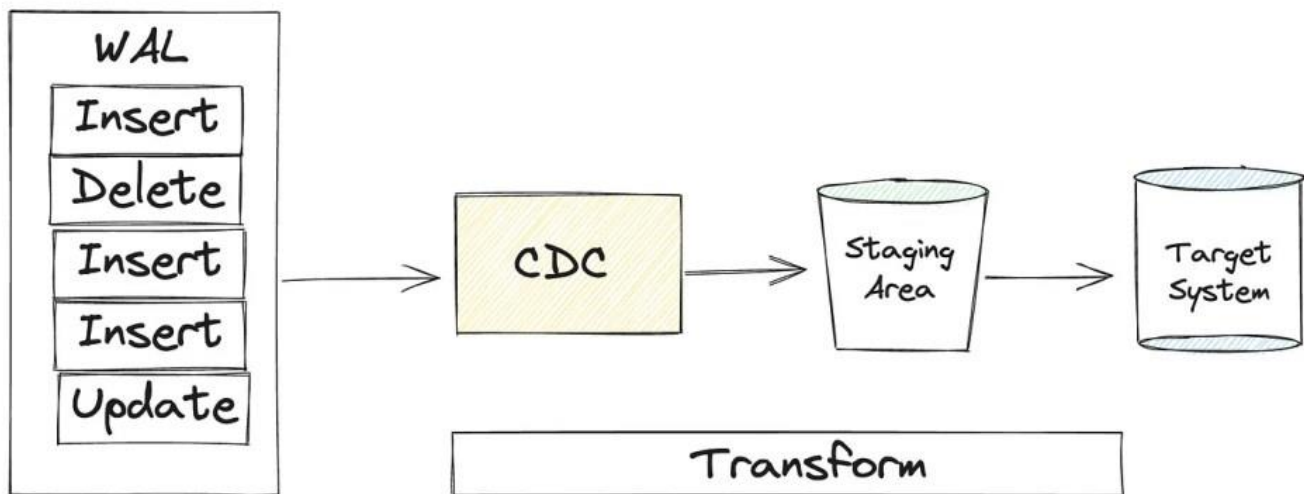 WAL
Insert
Delete
Insert
Insert
Update
CDC
Staging
Area
Target
System
Transform